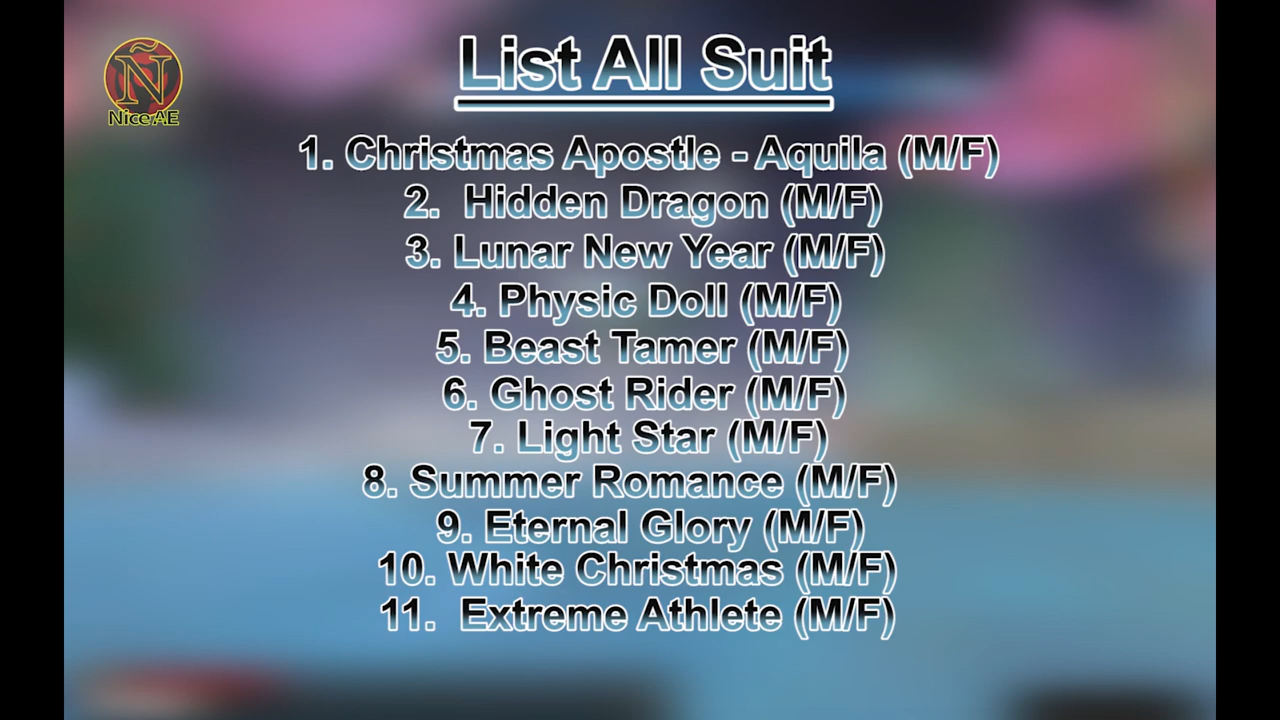 Ñ
Nice AE
List All Suit
1. Christmas Apostle - Aquila (M/F)
2. Hidden Dragon (M/F)
3. Lunar New Year (M/F)
4. Physic Doll (M/F)
5. Beast Tamer (M/F)
6. Ghost Rider (M/F)
7. Light Star (M/F)
8. Summer Romance (M/F)
9. Eternal Glory (M/F)
10. White Christmas (M/F)
11. Extreme Athlete (M/F)